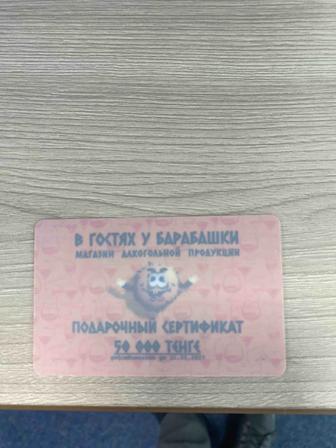 В ГОСТЯХ У БАРАБАШКИ
МАГАЗИН АЛКОГОЛЬНОЙ ПРОДУКЦИИ
ПОДАРОЧНЫЙ СЕРТИФИКАТ
50 000 ТЕНГЕ